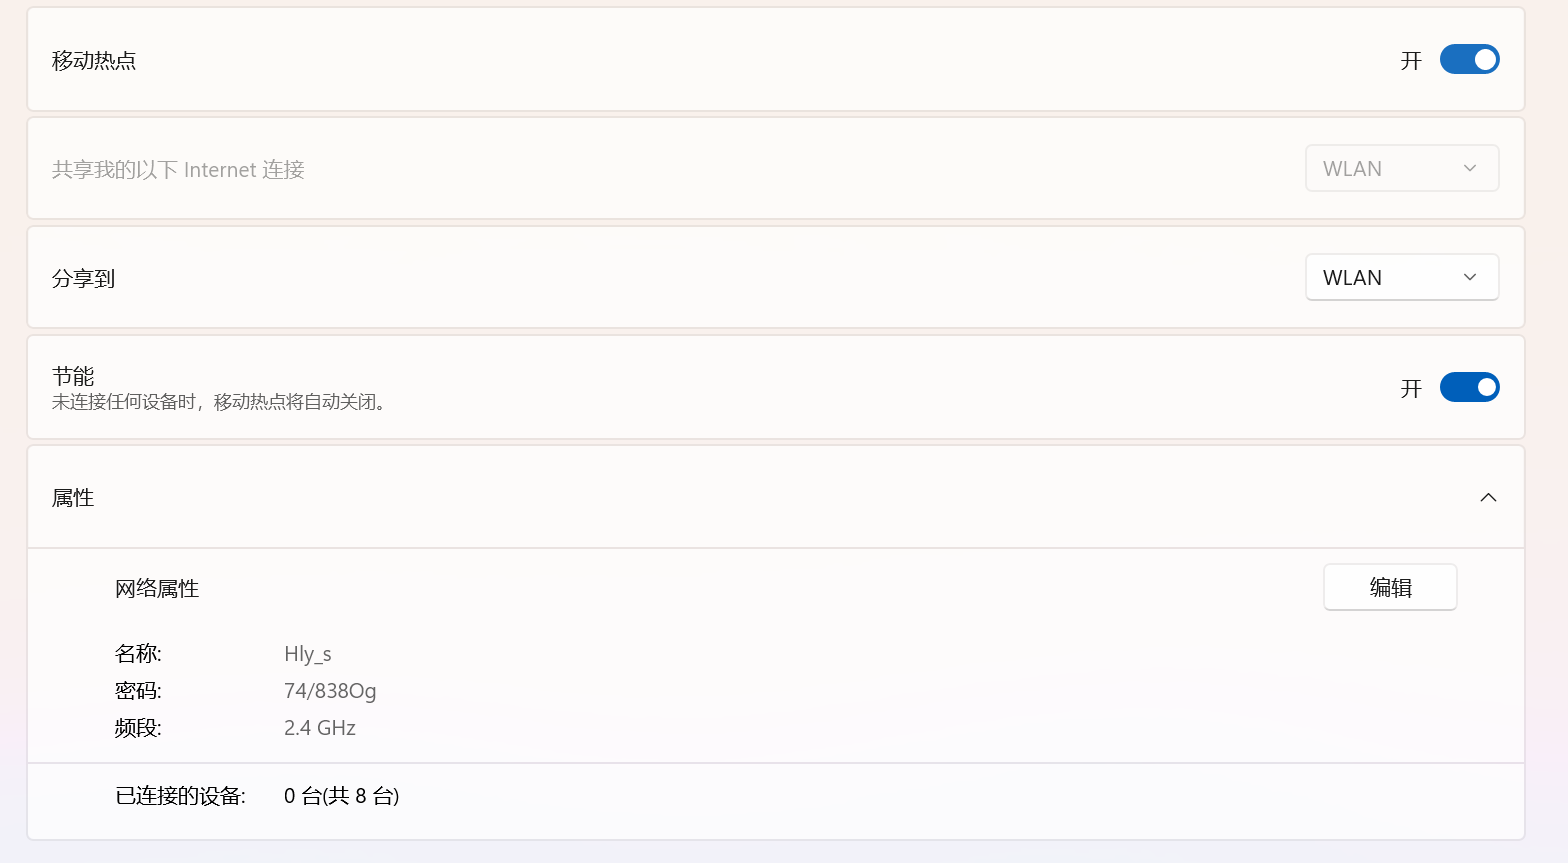 移动热点 开
共享我的以下 Internet 连接 WLAN
分享到 WLAN
节能
未连接任何设备时，移动热点将自动关闭。 开
属性
网络属性 编辑
名称: Hly_s
密码: 74/838Og
频段: 2.4 GHz
已连接的设备: 0 台(共 8 台)